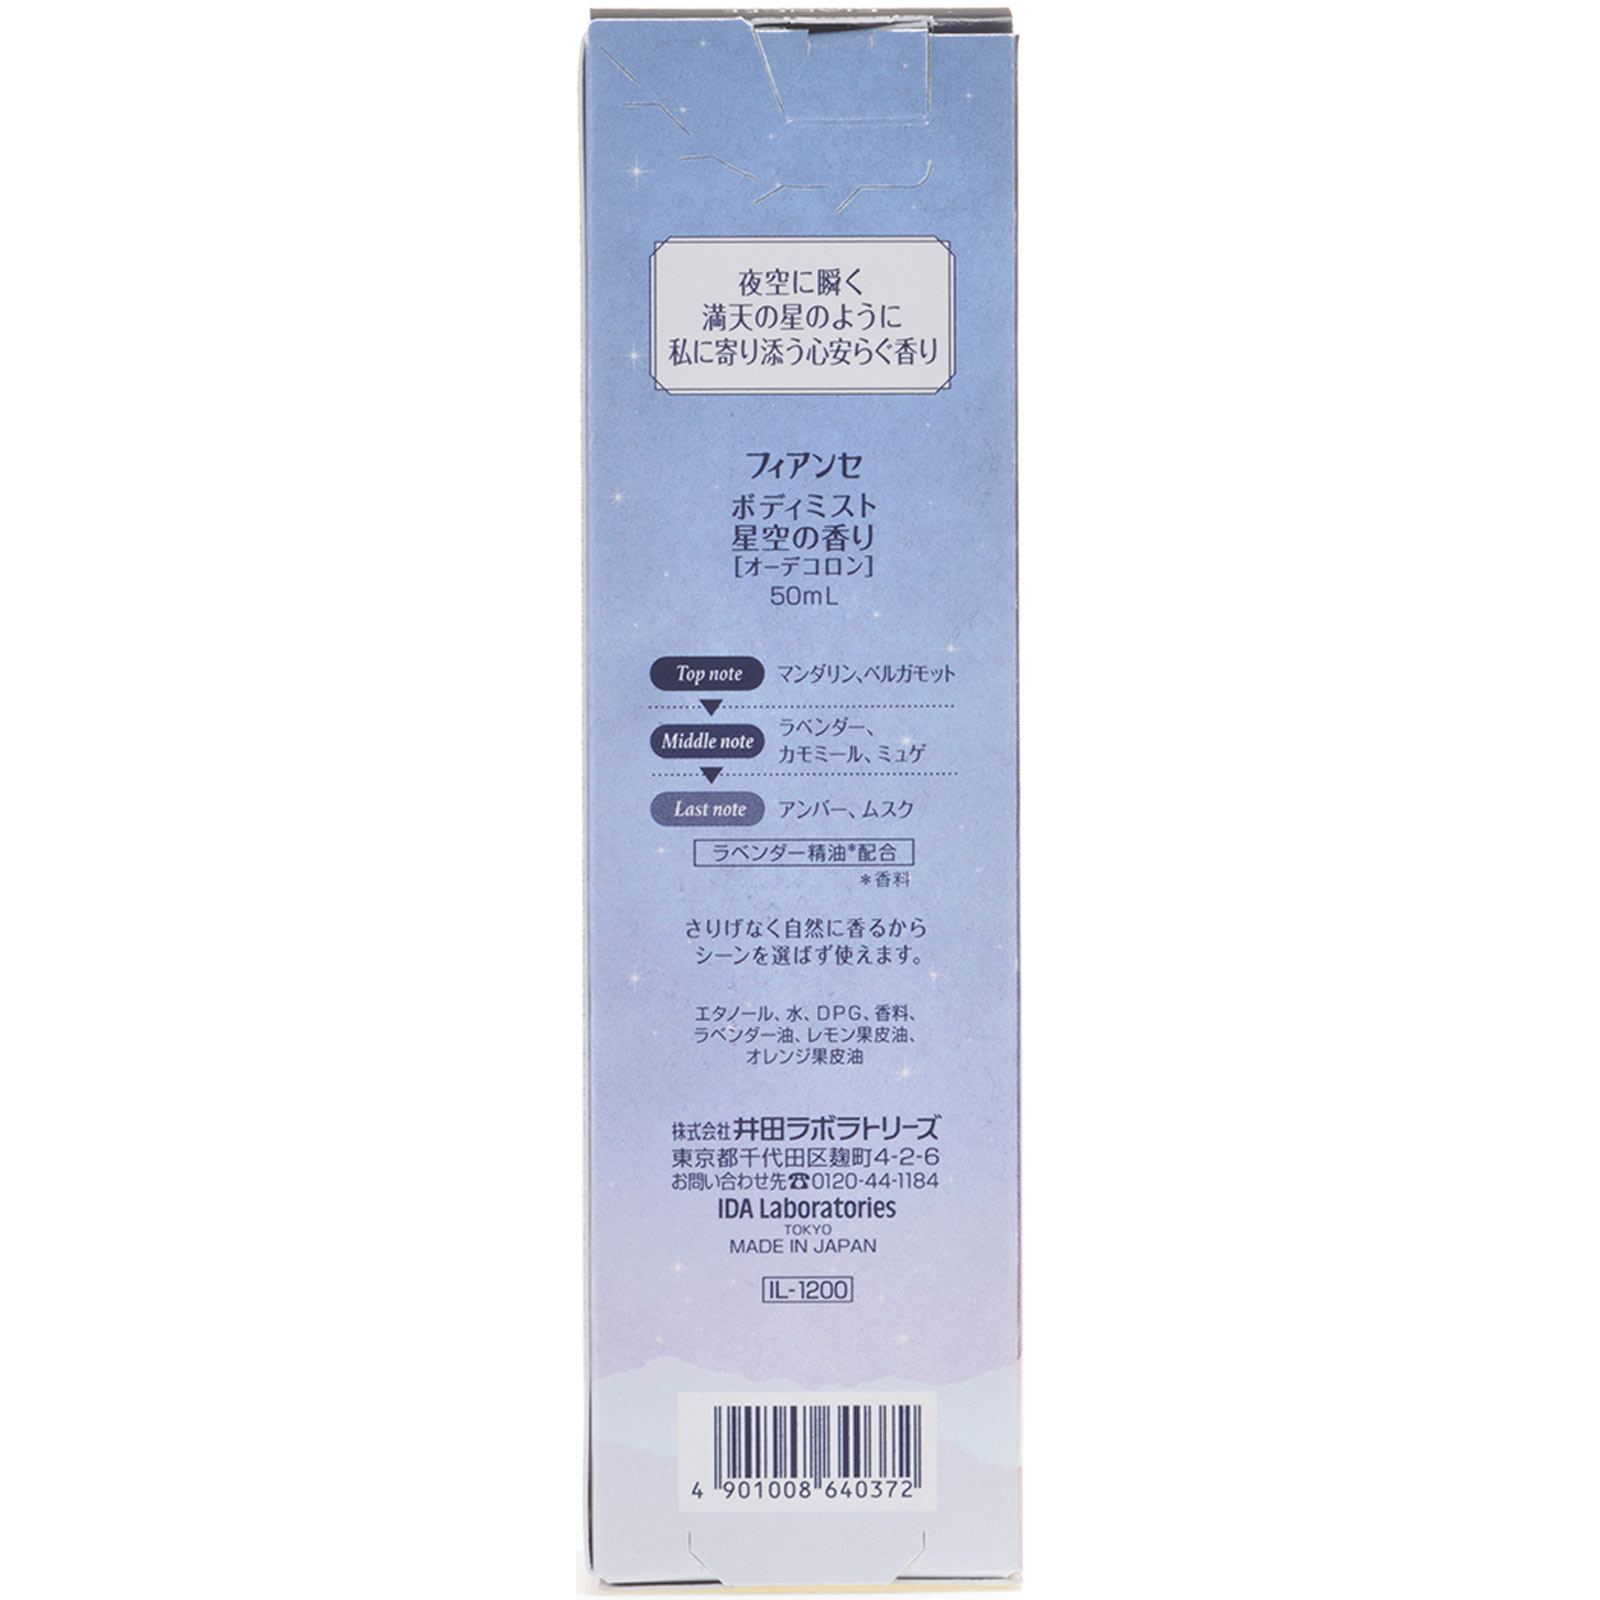 夜空に瞬く
満天の星のように
私に寄り添う心安らぐ香り
フィアンセ
ボディミスト
星空の香り
[オーデコロン]
50mL
Top note マンダリン、ベルガモット
Middle note ラベンダー、
カモミール、ミュゲ
Last note アンバー、ムスク
ラベンダー精油*配合
*香料
さりげなく自然に香るから
シーンを選ばず使えます。
エタノール、水、DPG、香料、
ラベンダー油、レモン果皮油、
オレンジ果皮油
株式会社 井田ラボラトリーズ
東京都千代田区麹町4-2-6
お問い合わせ先☎0120-44-1184
IDA Laboratories
TOKYO
MADE IN JAPAN
IL-1200
4 901008 640372